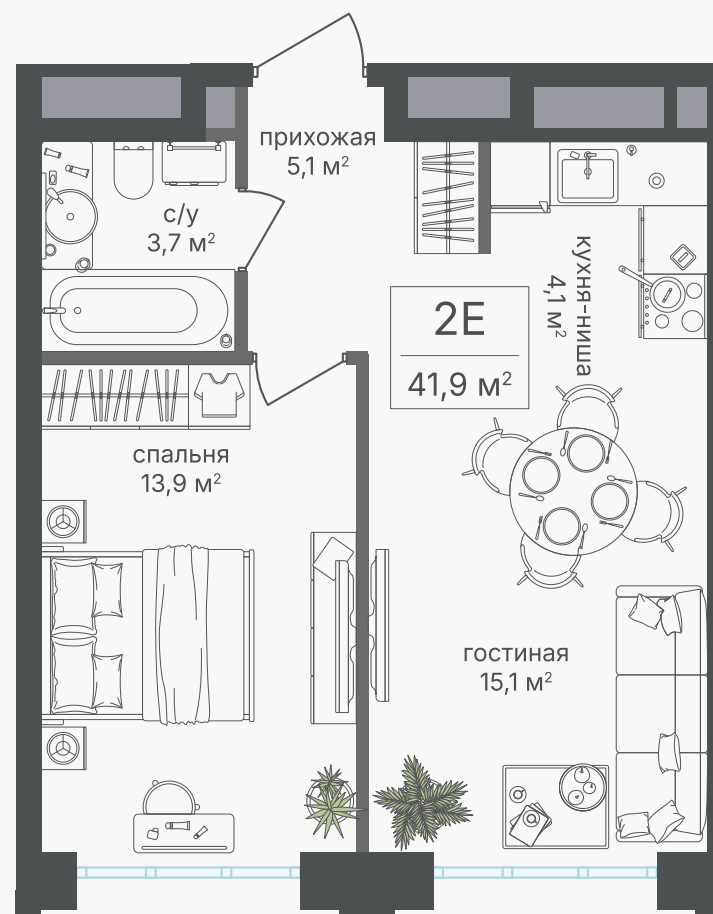 прихожая
5,1 м²
с/у
3,7 м²
кухня-ниша
4,1 м²
2Е
41,9 м²
спальня
13,9 м²
гостиная
15,1 м²